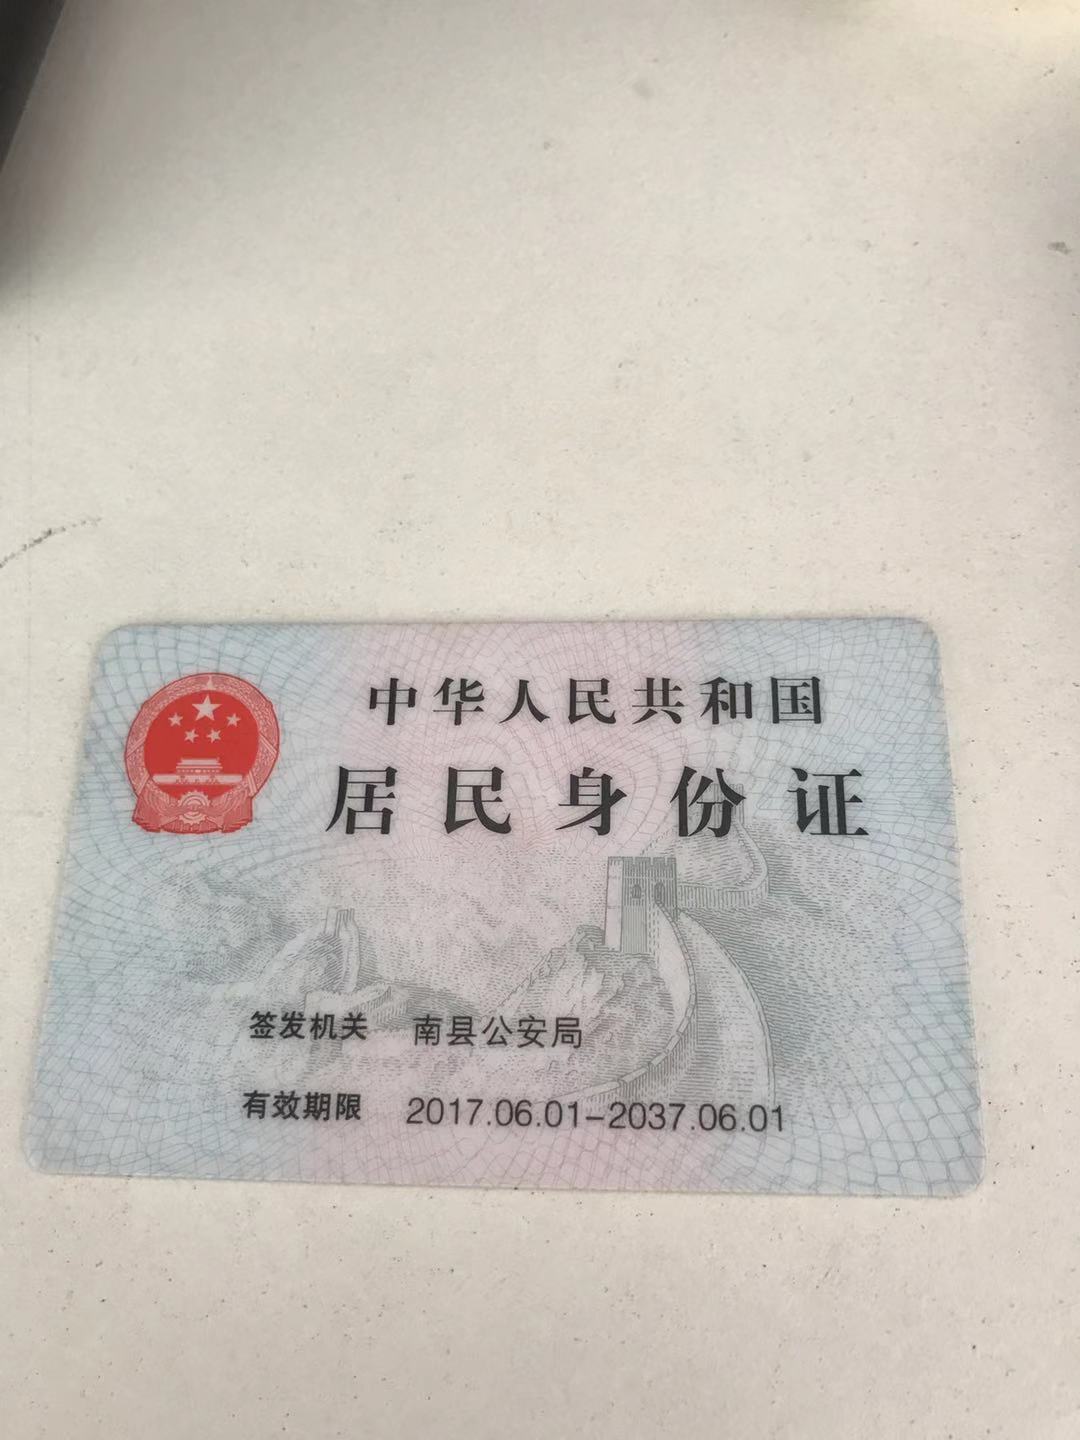 中华人民共和国
居民身份证
签发机关 南县公安局
有效期限 2017.06.01-2037.06.01